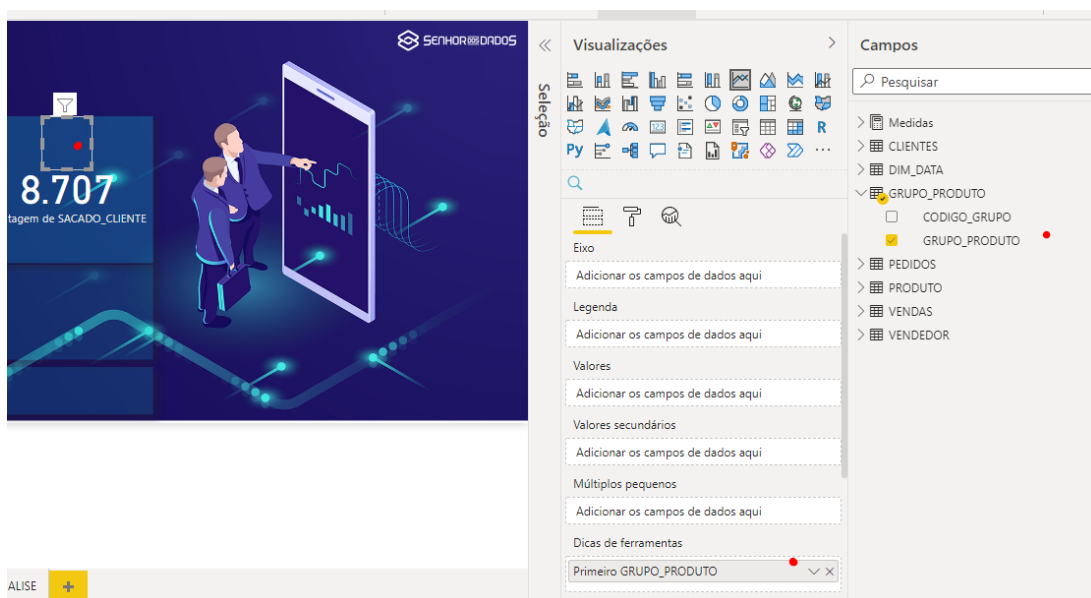 SENHOR DOS DADOS
8.707
tagem de SACADO_CLIENTE
ALISE
+
Seleção
Visualizações
123
R
Py
Eixo
Adicionar os campos de dados aqui
Legenda
Adicionar os campos de dados aqui
Valores
Adicionar os campos de dados aqui
Valores secundários
Adicionar os campos de dados aqui
Múltiplos pequenos
Adicionar os campos de dados aqui
Dicas de ferramentas
Primeiro GRUPO_PRODUTO
Campos
Pesquisar
Medidas
CLIENTES
DIM_DATA
GRUPO_PRODUTO
CODIGO_GRUPO
GRUPO_PRODUTO
PEDIDOS
PRODUTO
VENDAS
VENDEDOR